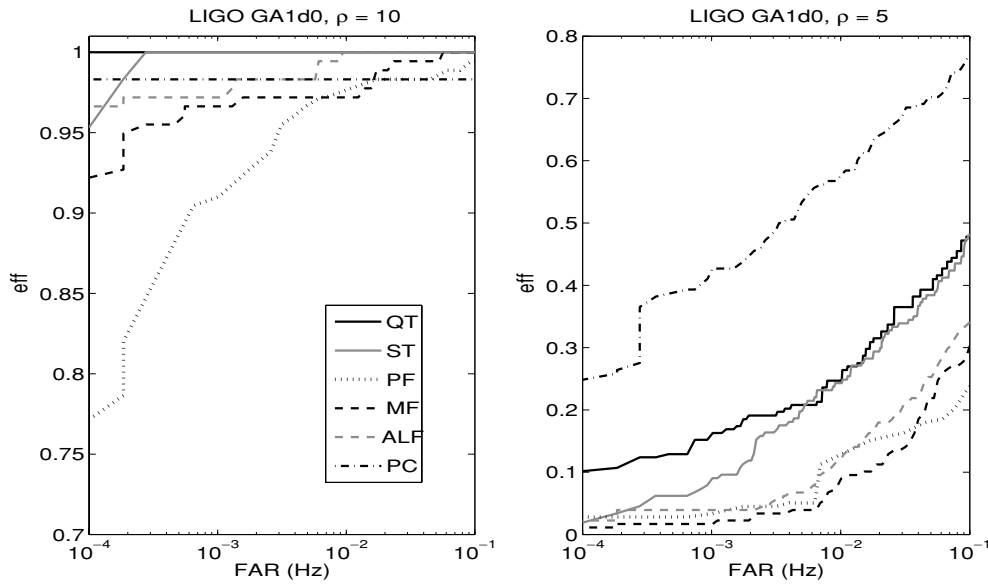 LIGO GA1d0, ρ = 10
1
0.95
0.9
0.85
0.8
0.75
0.7
eff
10⁻⁴
10⁻³
10⁻²
10⁻¹
FAR (Hz)
QT
ST
PF
MF
ALF
PC
LIGO GA1d0, ρ = 5
0.8
0.7
0.6
0.5
0.4
0.3
0.2
0.1
0
eff
10⁻⁴
10⁻³
10⁻²
10⁻¹
FAR (Hz)